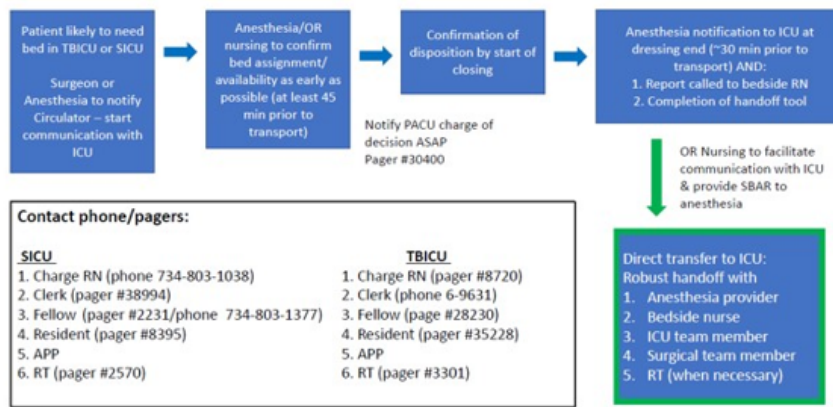 Patient likely to need
bed in TBICU or SICU
Surgeon or
Anesthesia to notify
Circulator – start
communication with
ICU
Anesthesia/OR
nursing to confirm
bed assignment/
availability as early as
possible (at least 45
min prior to
transport)
Confirmation of
disposition by start of
closing
Notify PACU charge of
decision ASAP
Pager #30400
Anesthesia notification to ICU at
dressing end (~30 min prior to
transport) AND:
1. Report called to bedside RN
2. Completion of handoff tool
OR Nursing to facilitate
communication with ICU
& provide SBAR to
anesthesia
Direct transfer to ICU:
Robust handoff with
1. Anesthesia provider
2. Bedside nurse
3. ICU team member
4. Surgical team member
5. RT (when necessary)
Contact phone/pagers:
SICU
1. Charge RN (phone 734-803-1038)
2. Clerk (pager #38994)
3. Fellow (pager #2231/phone 734-803-1377)
4. Resident (pager #8395)
5. APP
6. RT (pager #2570)
TBICU
1. Charge RN (pager #8720)
2. Clerk (phone 6-9631)
3. Fellow (page #28230)
4. Resident (pager #35228)
5. APP
6. RT (pager #3301)